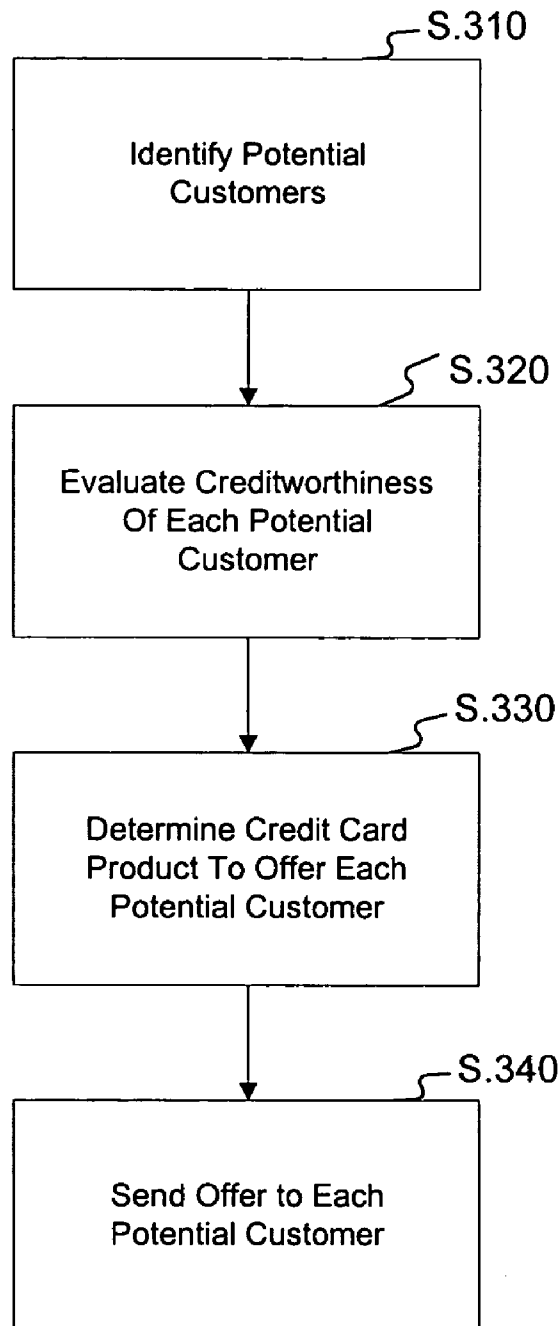 S.310
Identify Potential
Customers
S.320
Evaluate Creditworthiness
Of Each Potential
Customer
S.330
Determine Credit Card
Product To Offer Each
Potential Customer
S.340
Send Offer to Each
Potential Customer